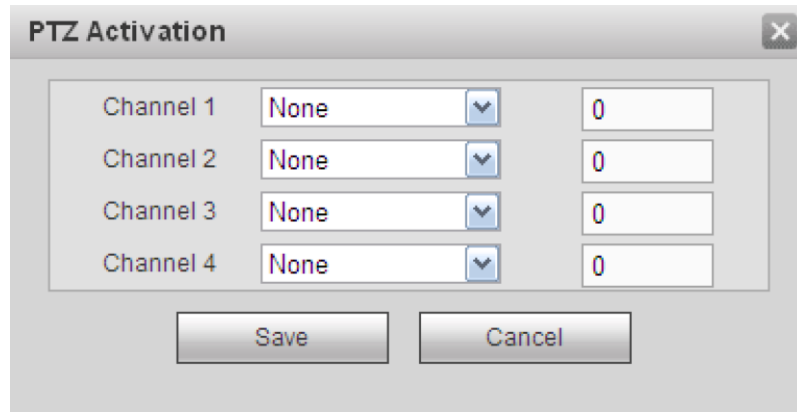 PTZ Activation
Channel 1 None 0
Channel 2 None 0
Channel 3 None 0
Channel 4 None 0
Save Cancel